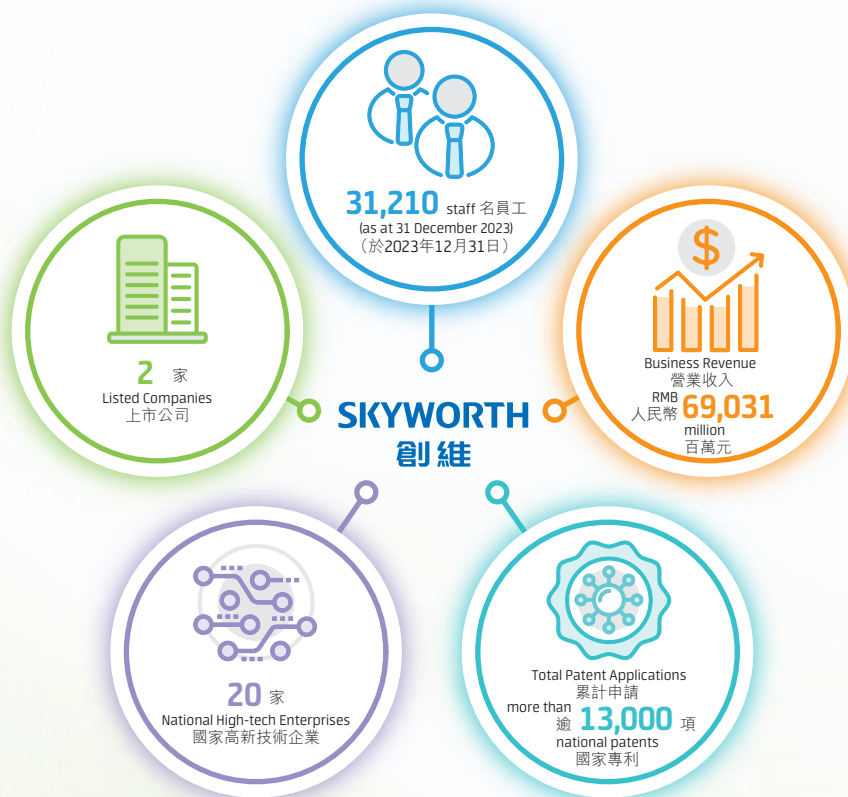 31,210 staff 名員工
(as at 31 December 2023)
（於2023年12月31日）
2 家
Listed Companies
上市公司
$
Business Revenue
營業收入
RMB
人民幣 69,031
million
百萬元
SKYWORTH
創維
20 家
National High-tech Enterprises
國家高新技術企業
Total Patent Applications
累計申請
more than
逾 13,000 項
national patents
國家專利